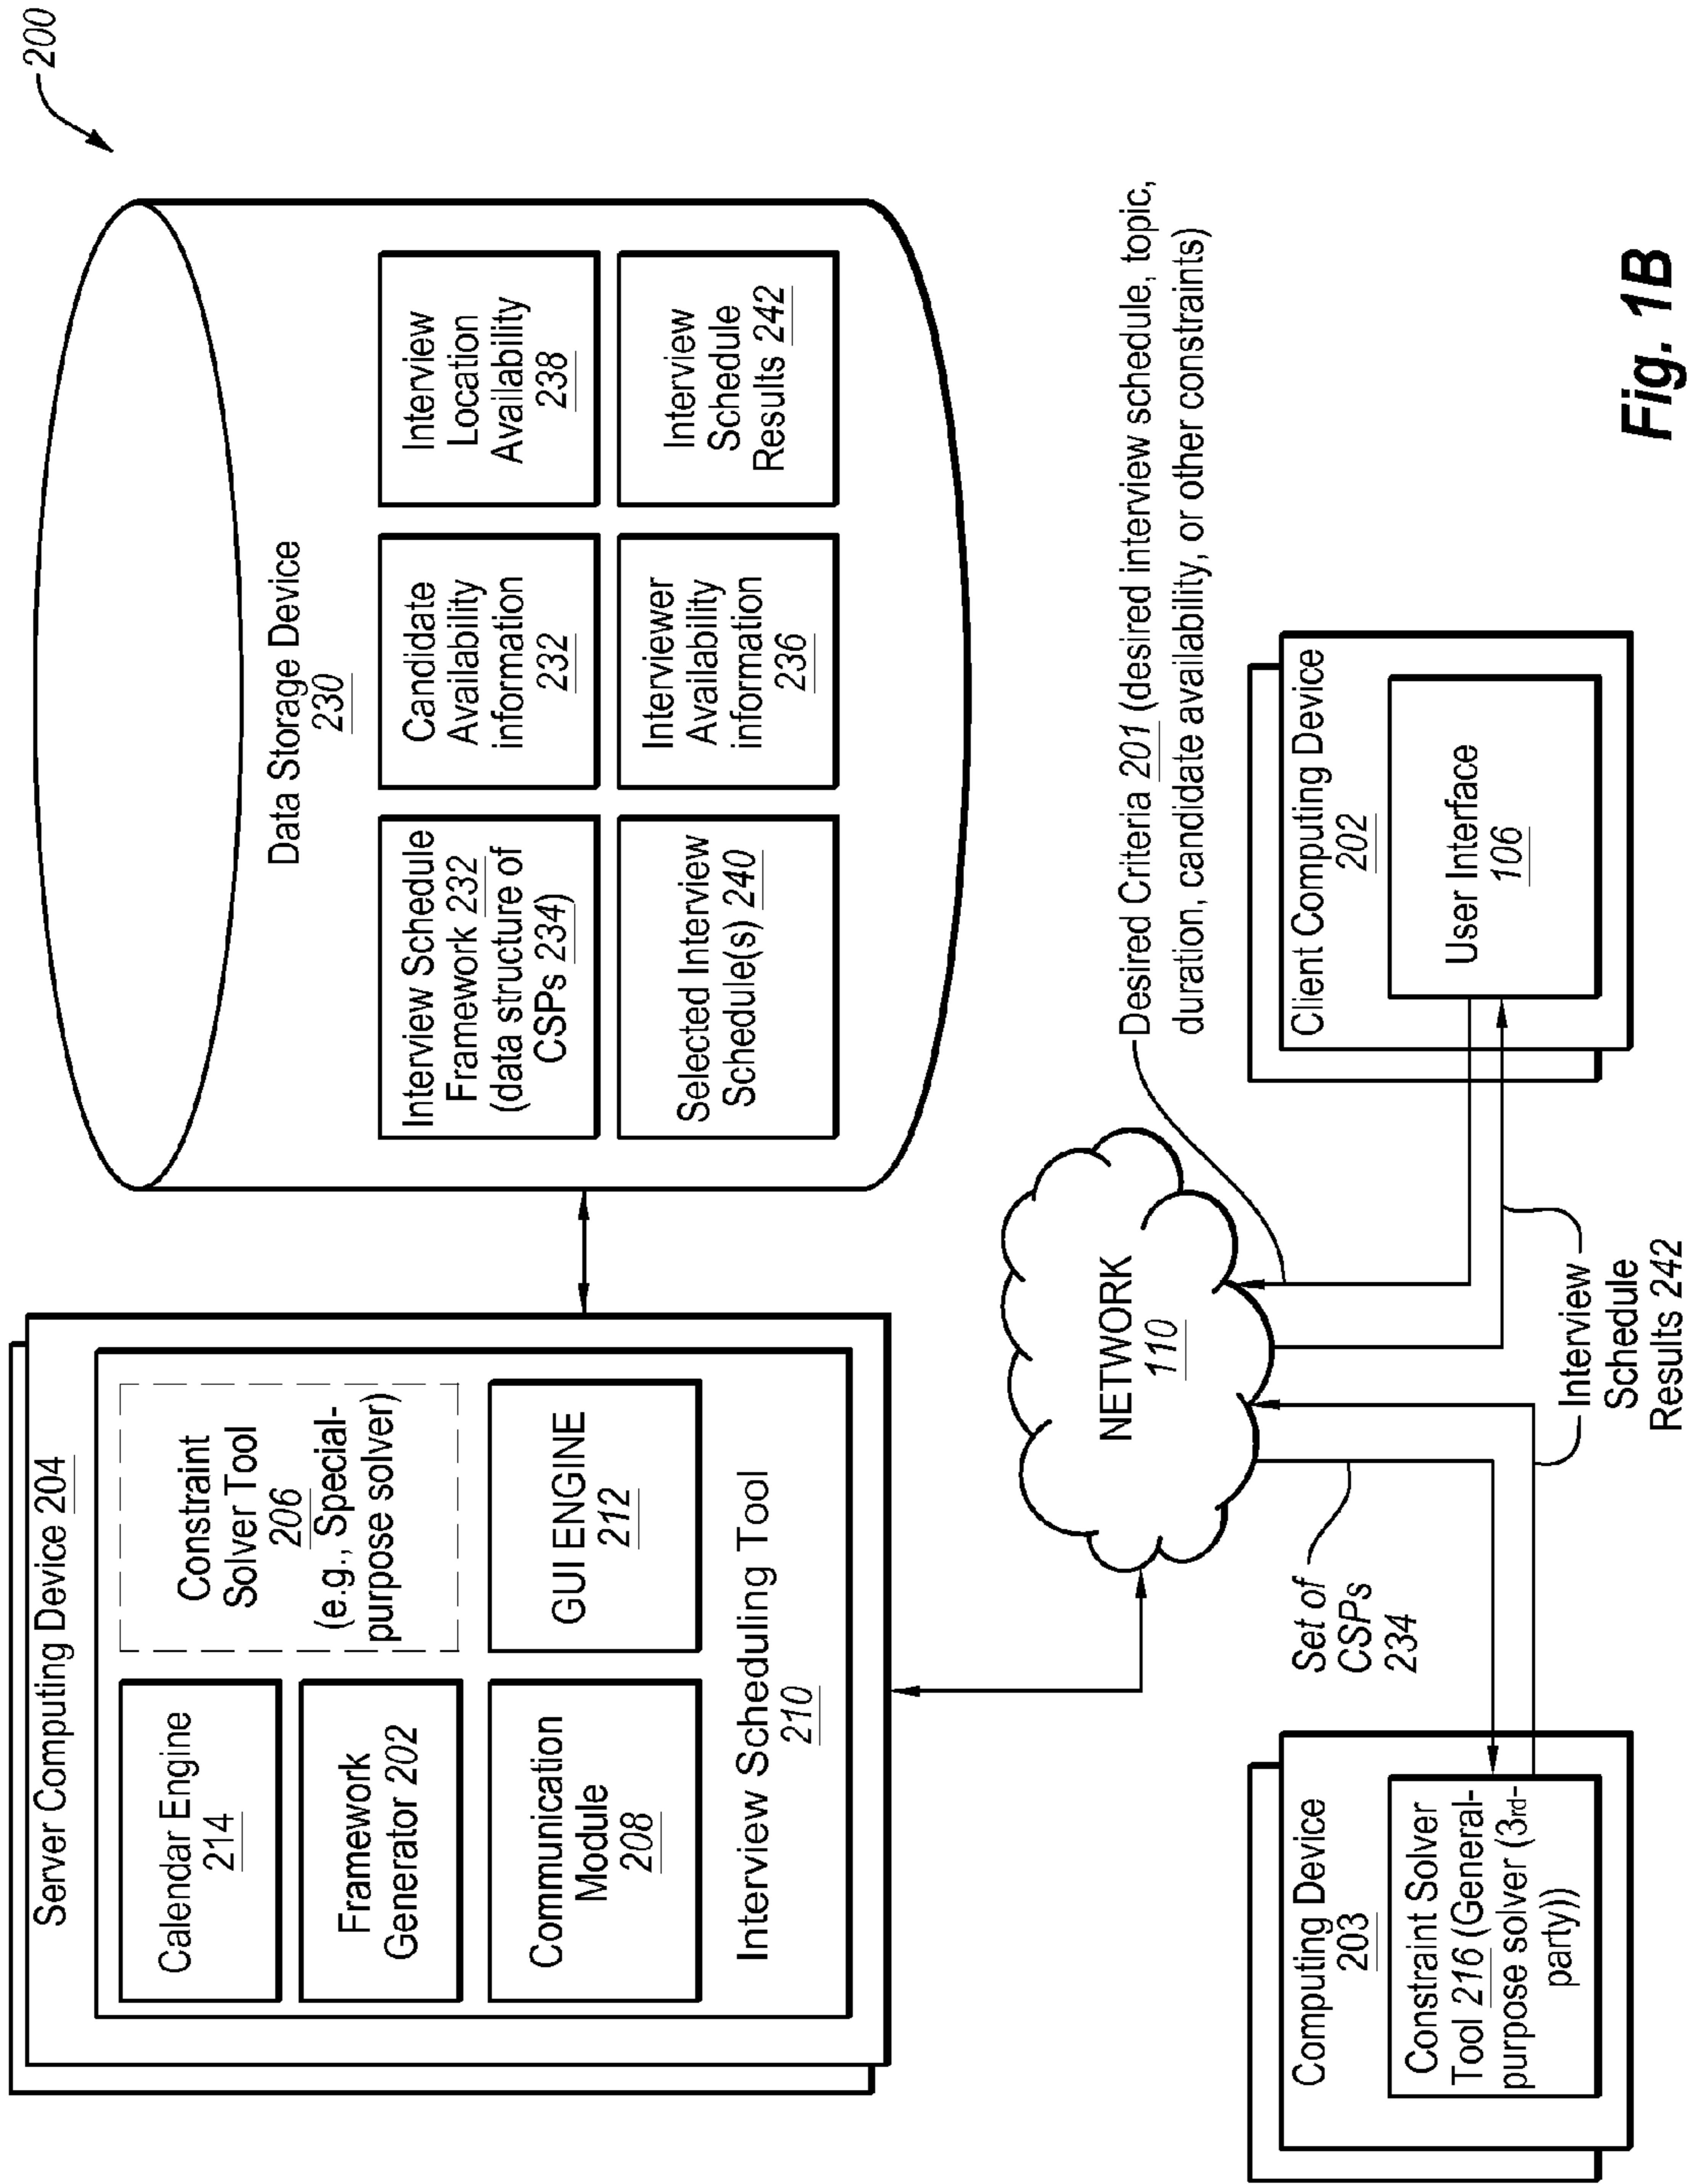 200
Server Computing Device 204
Calendar Engine
214
Constraint
Solver Tool
206
(e.g., Special-
purpose solver)
Framework
Generator 202
Communication
Module
208
GUI ENGINE
212
Interview Scheduling Tool
210
Data Storage Device
230
Interview Schedule
Framework 232
(data structure of
CSPs 234)
Candidate
Availability
information
232
Interview
Location
Availability
238
Selected Interview
Schedule(s) 240
Interviewer
Availability
information
236
Interview
Schedule
Results 242
NETWORK
110
Desired Criteria 201 (desired interview schedule, topic,
duration, candidate availability, or other constraints)
Set of
CSPs
234
Computing Device
203
Constraint Solver
Tool 216 (General-
purpose solver (3rd-
party))
Interview
Schedule
Results 242
Client Computing Device
202
User Interface
106
Fig. 1B